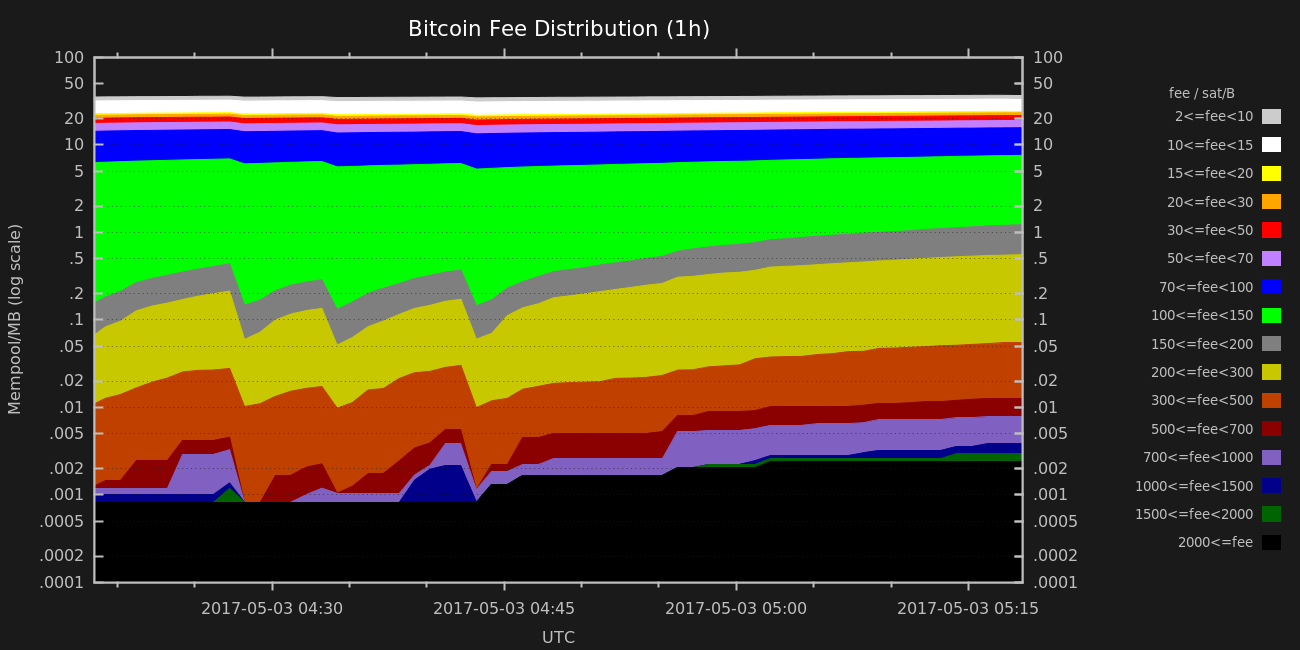 Bitcoin Fee Distribution (1h)
Mempool/MB (log scale)
100
50
20
10
5
2
1
.5
.2
.1
.05
.02
.01
.005
.002
.001
.0005
.0002
.0001
100
50
20
10
5
2
1
.5
.2
.1
.05
.02
.01
.005
.002
.001
.0005
.0002
.0001
2017-05-03 04:30
2017-05-03 04:45
2017-05-03 05:00
2017-05-03 05:15
UTC
fee / sat/B
2<=fee<10
10<=fee<15
15<=fee<20
20<=fee<30
30<=fee<50
50<=fee<70
70<=fee<100
100<=fee<150
150<=fee<200
200<=fee<300
300<=fee<500
500<=fee<700
700<=fee<1000
1000<=fee<1500
1500<=fee<2000
2000<=fee